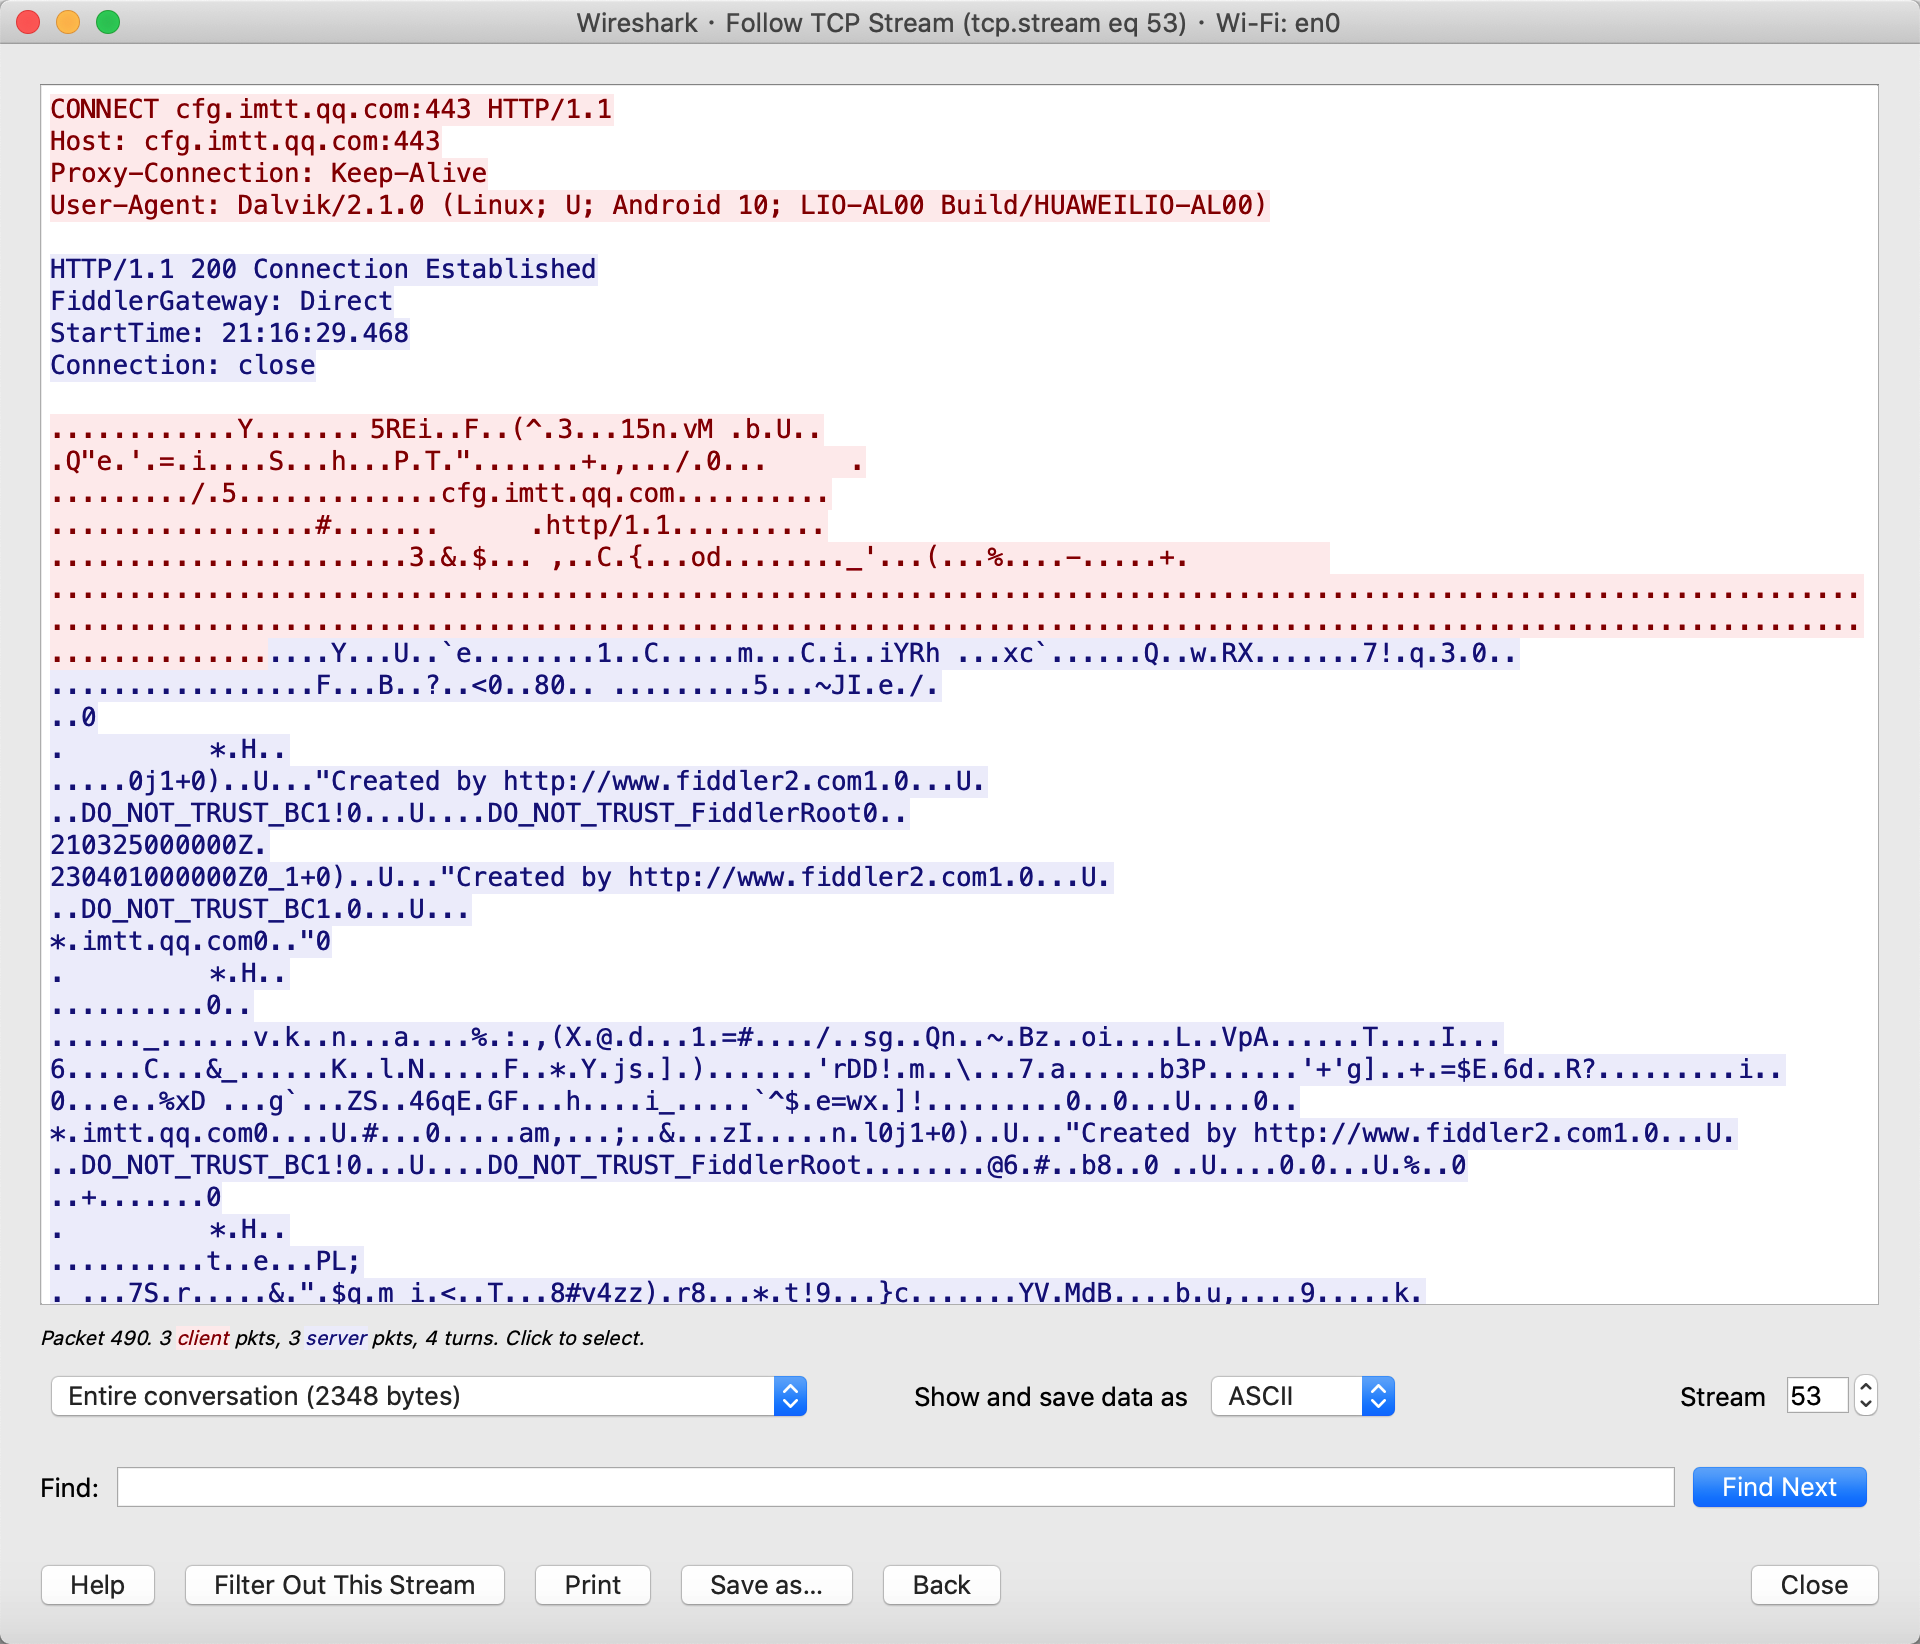 Wireshark · Follow TCP Stream (tcp.stream eq 53) · Wi-Fi: en0
CONNECT cfg.imtt.qq.com:443 HTTP/1.1
Host: cfg.imtt.qq.com:443
Proxy-Connection: Keep-Alive
User-Agent: Dalvik/2.1.0 (Linux; U; Android 10; LIO-AL00 Build/HUAWEILIO-AL00)
HTTP/1.1 200 Connection Established
FiddlerGateway: Direct
StartTime: 21:16:29.468
Connection: close
............Y....... 5REi..F..(^.3...15n.vM .b.U..
.Q"e.'.=.i....S...h...P.T.".......+.,.../.0...      .
........./.5.............cfg.imtt.qq.com..........
.................#.......      .http/1.1..........
.......................3.&.$... ,..C.{...od........_'...(...%....-.....+.
....................................................................................................................
....................................................................................................................
..................Y...U..`e........1..C.....m...C.i..iYRh ...xc`......Q..w.RX.......7!.q.3.0..
.................F...B..?..<0..80.. .........5...~JI.e./.
..0
.         *.H..
.....0j1+0)..U..."Created by http://www.fiddler2.com1.0...U.
..DO_NOT_TRUST_BC1!0...U....DO_NOT_TRUST_FiddlerRoot0..
210325000000Z.
230401000000Z0_1+0)..U..."Created by http://www.fiddler2.com1.0...U.
..DO_NOT_TRUST_BC1.0...U...
*.imtt.qq.com0.."0
.         *.H..
..........0..
......_......v.k..n...a....%.:.,(X.@.d...1.=#..../..sg..Qn..~.Bz..oi....L..VpA......T....I...
6.....C...&_......K..l.N.....F..*.Y.js.].).......'rDD!.m..\...7.a......b3P......'+'g]..+.=$E.6d..R?.........i..
0...e..%xD ...g`...ZS..46qE.GF...h....i_.....`^$.e=wx.]!.........0..0...U....0..
*.imtt.qq.com0....U.#...0.....am,...;..&...zI.....n.l0j1+0)..U..."Created by http://www.fiddler2.com1.0...U.
..DO_NOT_TRUST_BC1!0...U....DO_NOT_TRUST_FiddlerRoot........@6.#..b8..0 ..U....0.0...U.%..0
..+.......0
.         *.H..
..........t..e...PL;
. ...7S.r.....&.".$q.m i.<..T...8#v4zz).r8...*.t!9...}c.......YV.MdB....b.u,....9.....k.
Packet 490. 3 client pkts, 3 server pkts, 4 turns. Click to select.
Entire conversation (2348 bytes) Show and save data as ASCII Stream 53
Find: Find Next
Help Filter Out This Stream Print Save as... Back Close